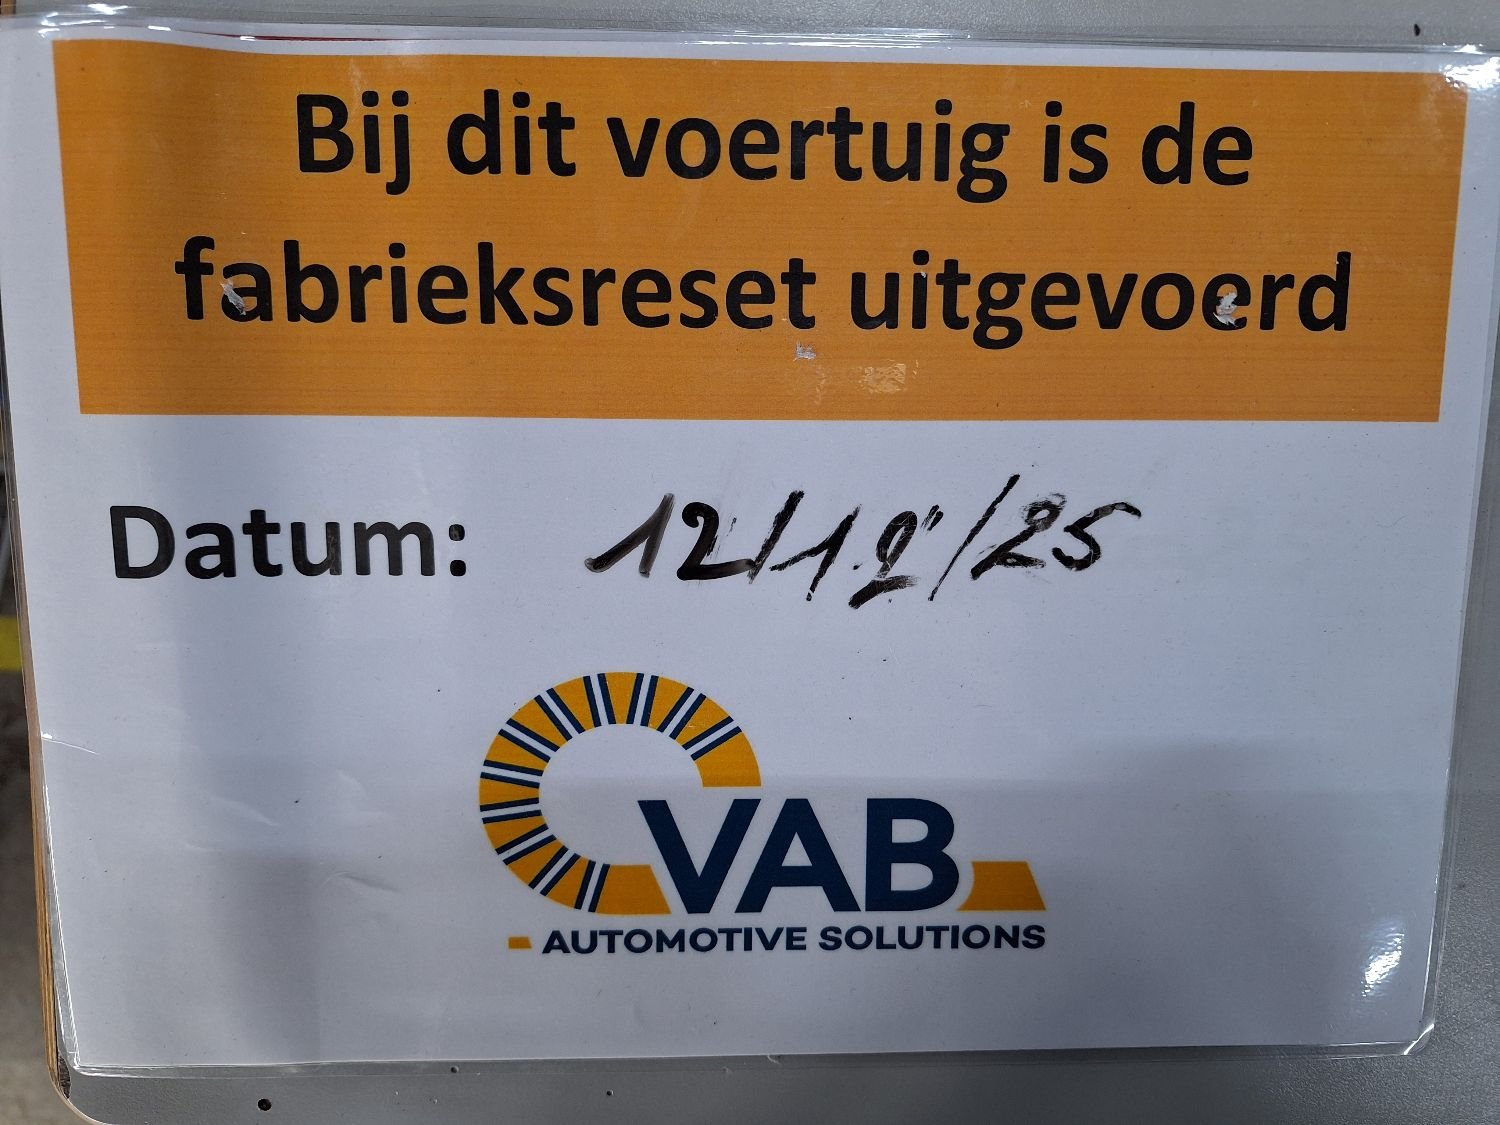 Bij dit voertuig is de
fabrieksreset uitgevoerd
Datum: 12/12/25
VAB
AUTOMOTIVE SOLUTIONS